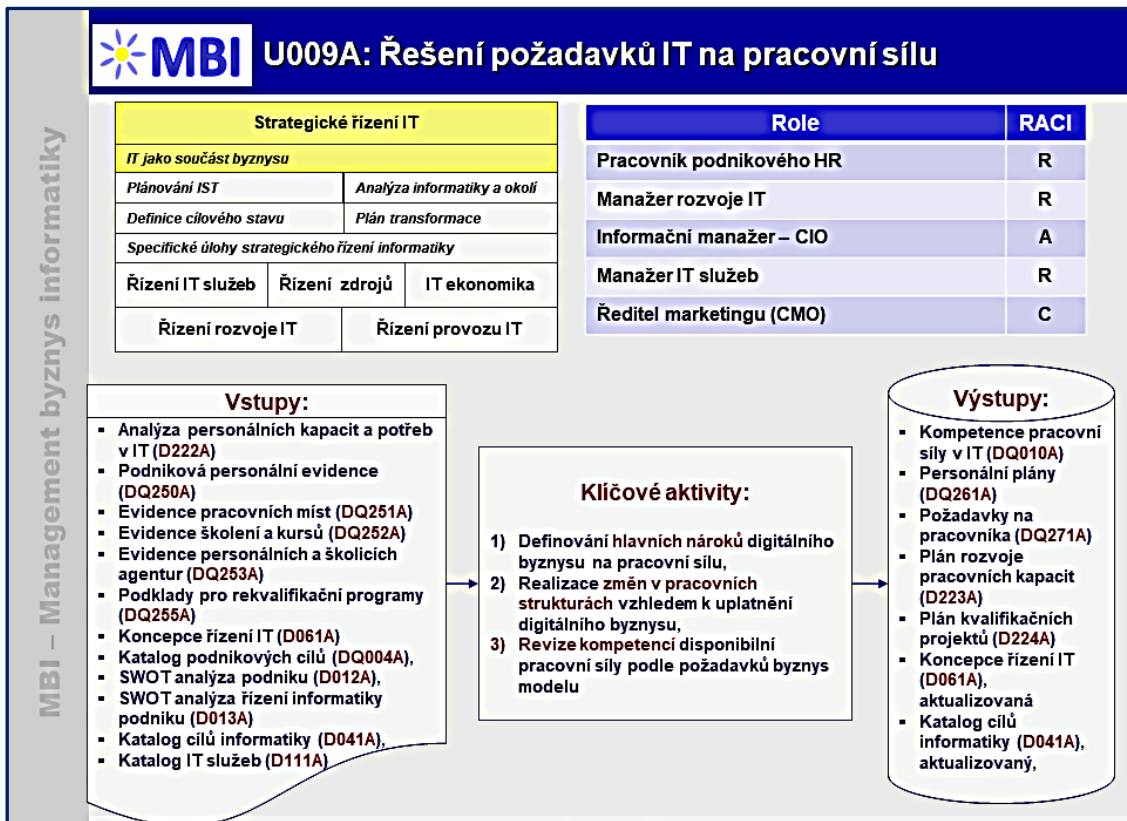 MBI – Management byznys informatiky
MBI
U009A: Řešení požadavků IT na pracovní sílu
Strategické řízení IT
IT jako součást byznysu
Plánování IST
Analýza informatiky a okolí
Definice cílového stavu
Plán transformace
Specifické úlohy strategického řízení informatiky
Řízení IT služeb
Řízení zdrojů
IT ekonomika
Řízení rozvoje IT
Řízení provozu IT
Role RACI
Pracovník podnikového HR R
Manažer rozvoje IT R
Informační manažer – CIO A
Manažer IT služeb R
Ředitel marketingu (CMO) C
Vstupy:
▪ Analýza personálních kapacit a potřeb
v IT (D222A)
▪ Podniková personální evidence
(DQ250A)
▪ Evidence pracovních míst (DQ251A)
▪ Evidence školení a kursů (DQ252A)
▪ Evidence personálních a školicích
agentur (DQ253A)
▪ Podklady pro rekvalifikační programy
(DQ255A)
▪ Koncepce řízení IT (D061A)
▪ Katalog podnikových cílů (DQ004A),
▪ SWOT analýza podniku (D012A),
▪ SWOT analýza řízení informatiky
podniku (D013A)
▪ Katalog cílů informatiky (D041A),
▪ Katalog IT služeb (D111A)
Klíčové aktivity:
1) Definování hlavních nároků digitálního
byznysu na pracovní sílu,
2) Realizace změn v pracovních
strukturách vzhledem k uplatnění
digitálního byznysu,
3) Revize kompetencí disponibilní
pracovní síly podle požadavků byznys
modelu
Výstupy:
▪ Kompetence pracovní
síly v IT (DQ010A)
▪ Personální plány
(DQ261A)
▪ Požadavky na
pracovníka (DQ271A)
▪ Plán rozvoje
pracovních kapacit
(D223A)
▪ Plán kvalifikačních
projektů (D224A)
▪ Koncepce řízení IT
(D061A),
aktualizovaná
▪ Katalog cílů
informatiky (D041A),
aktualizovaný,